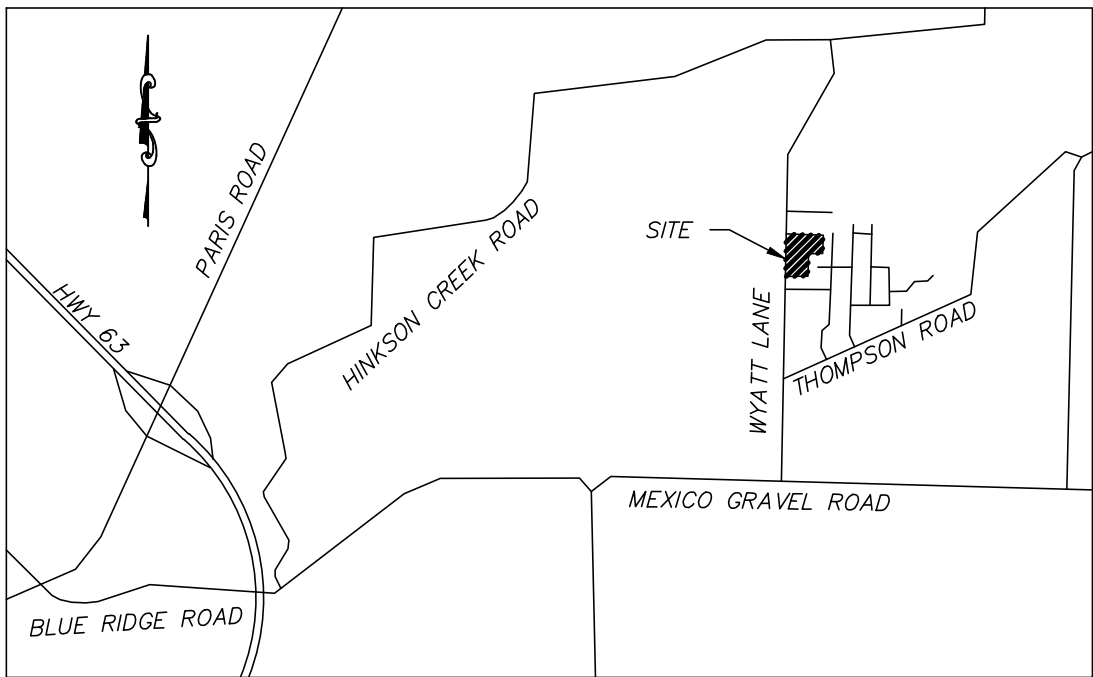 PARIS ROAD
HWY 63
HINKSON CREEK ROAD
SITE
WYATT LANE
THOMPSON ROAD
MEXICO GRAVEL ROAD
BLUE RIDGE ROAD